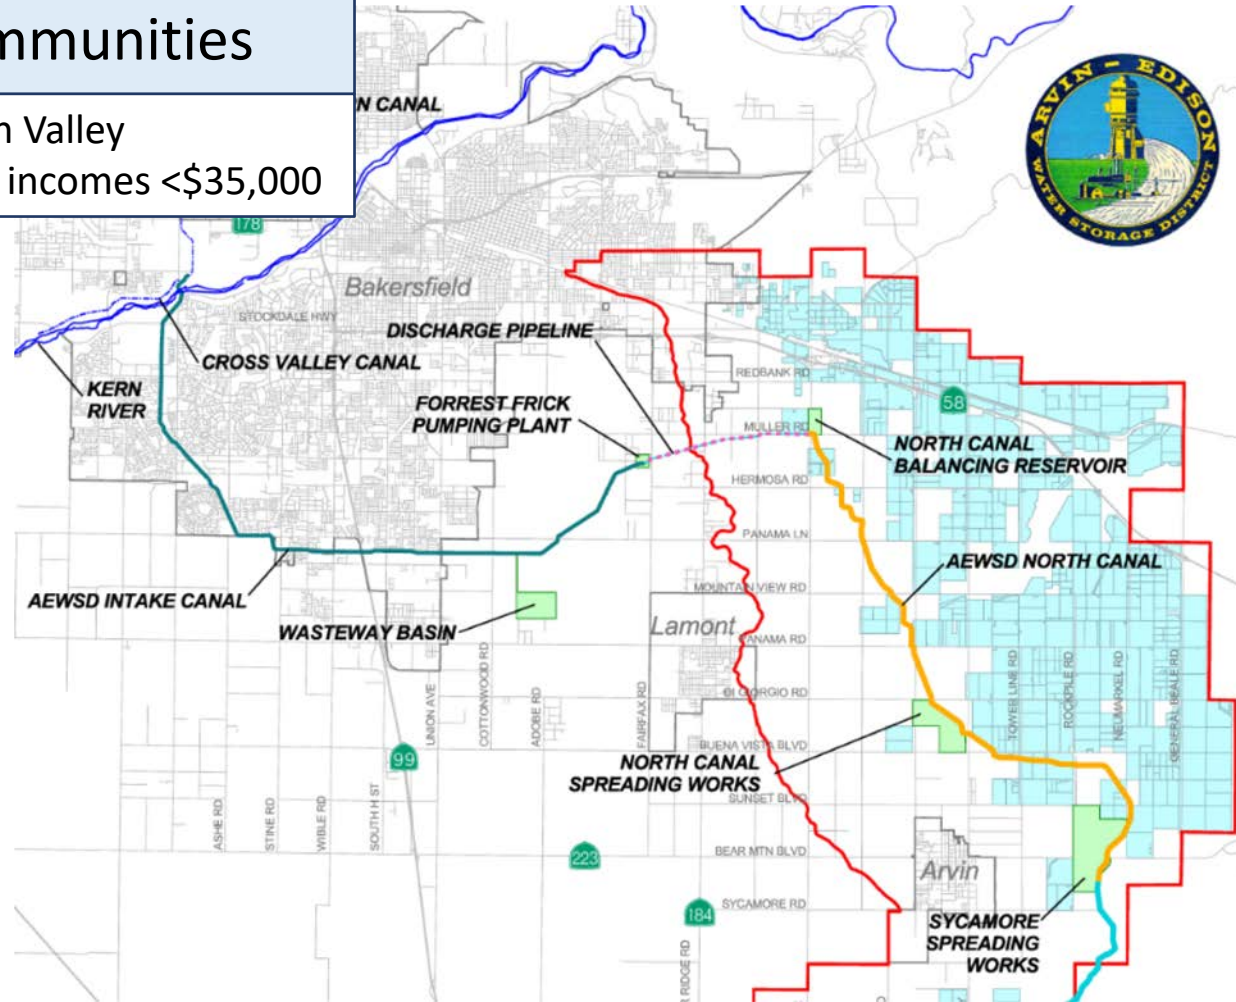 mmunities
n Valley
incomes <$35,000
N CANAL
ARVIN - EDISON
WATER STORAGE DISTRICT
178
Bakersfield
STOCKDALE HWY
DISCHARGE PIPELINE
CROSS VALLEY CANAL
REDBANK RD
KERN
RIVER
58
FORREST FRICK
PUMPING PLANT
MULLER RD
NORTH CANAL
BALANCING RESERVOIR
HERMOSA RD
PANAMA LN
AEWSD NORTH CANAL
MOUNTAIN VIEW RD
AEWSD INTAKE CANAL
WASTEWAY BASIN
Lamont
PANAMA RD
DI GIORGIO RD
UNION AVE
COTTONWOOD RD
ADOBE RD
FAIRFAX RD
TOWER LINE RD
ROCKPILE RD
NEUMARKEL RD
GENERAL BEALE RD
BUENA VISTA BLVD
99
NORTH CANAL
SPREADING WORKS
SUNSET BLVD
ASHE RD
STINE RD
WIBLE RD
SOUTH H ST
BEAR MTN BLVD
223
Arvin
SYCAMORE RD
184
SYCAMORE
SPREADING
WORKS
RIDGE RD